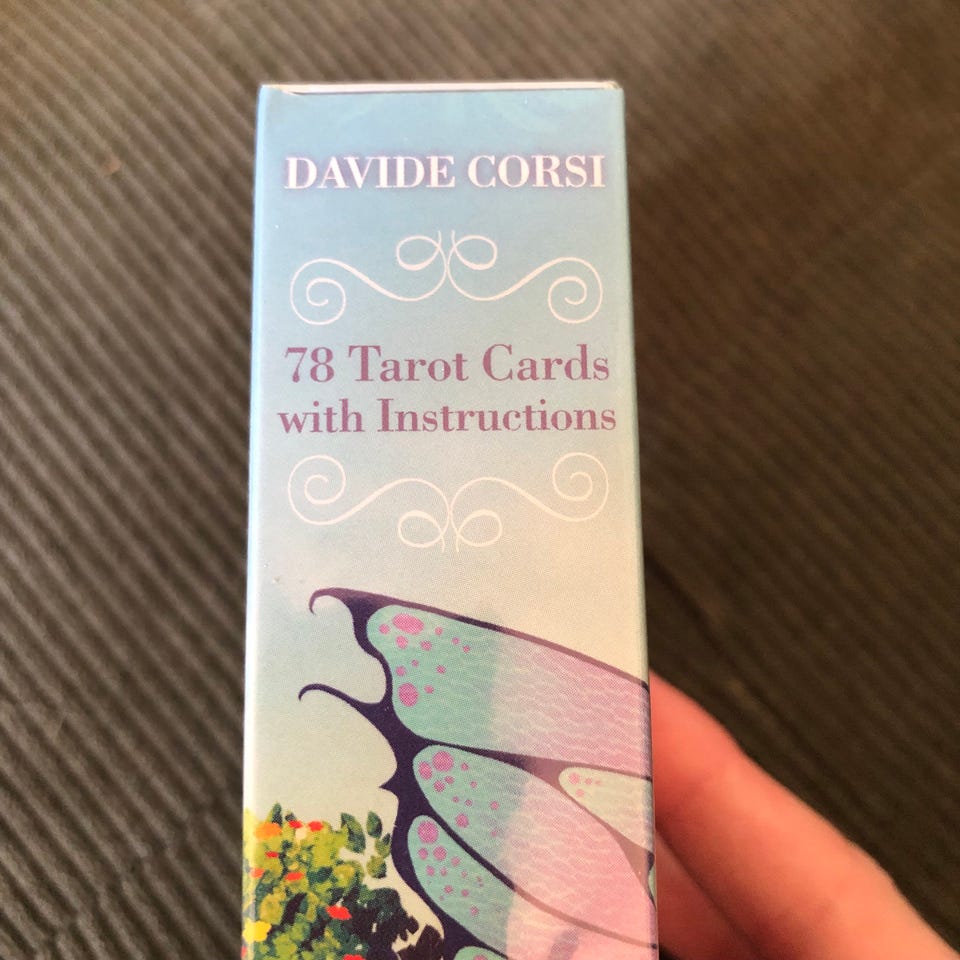 DAVIDE CORSI
78 Tarot Cards
with Instructions